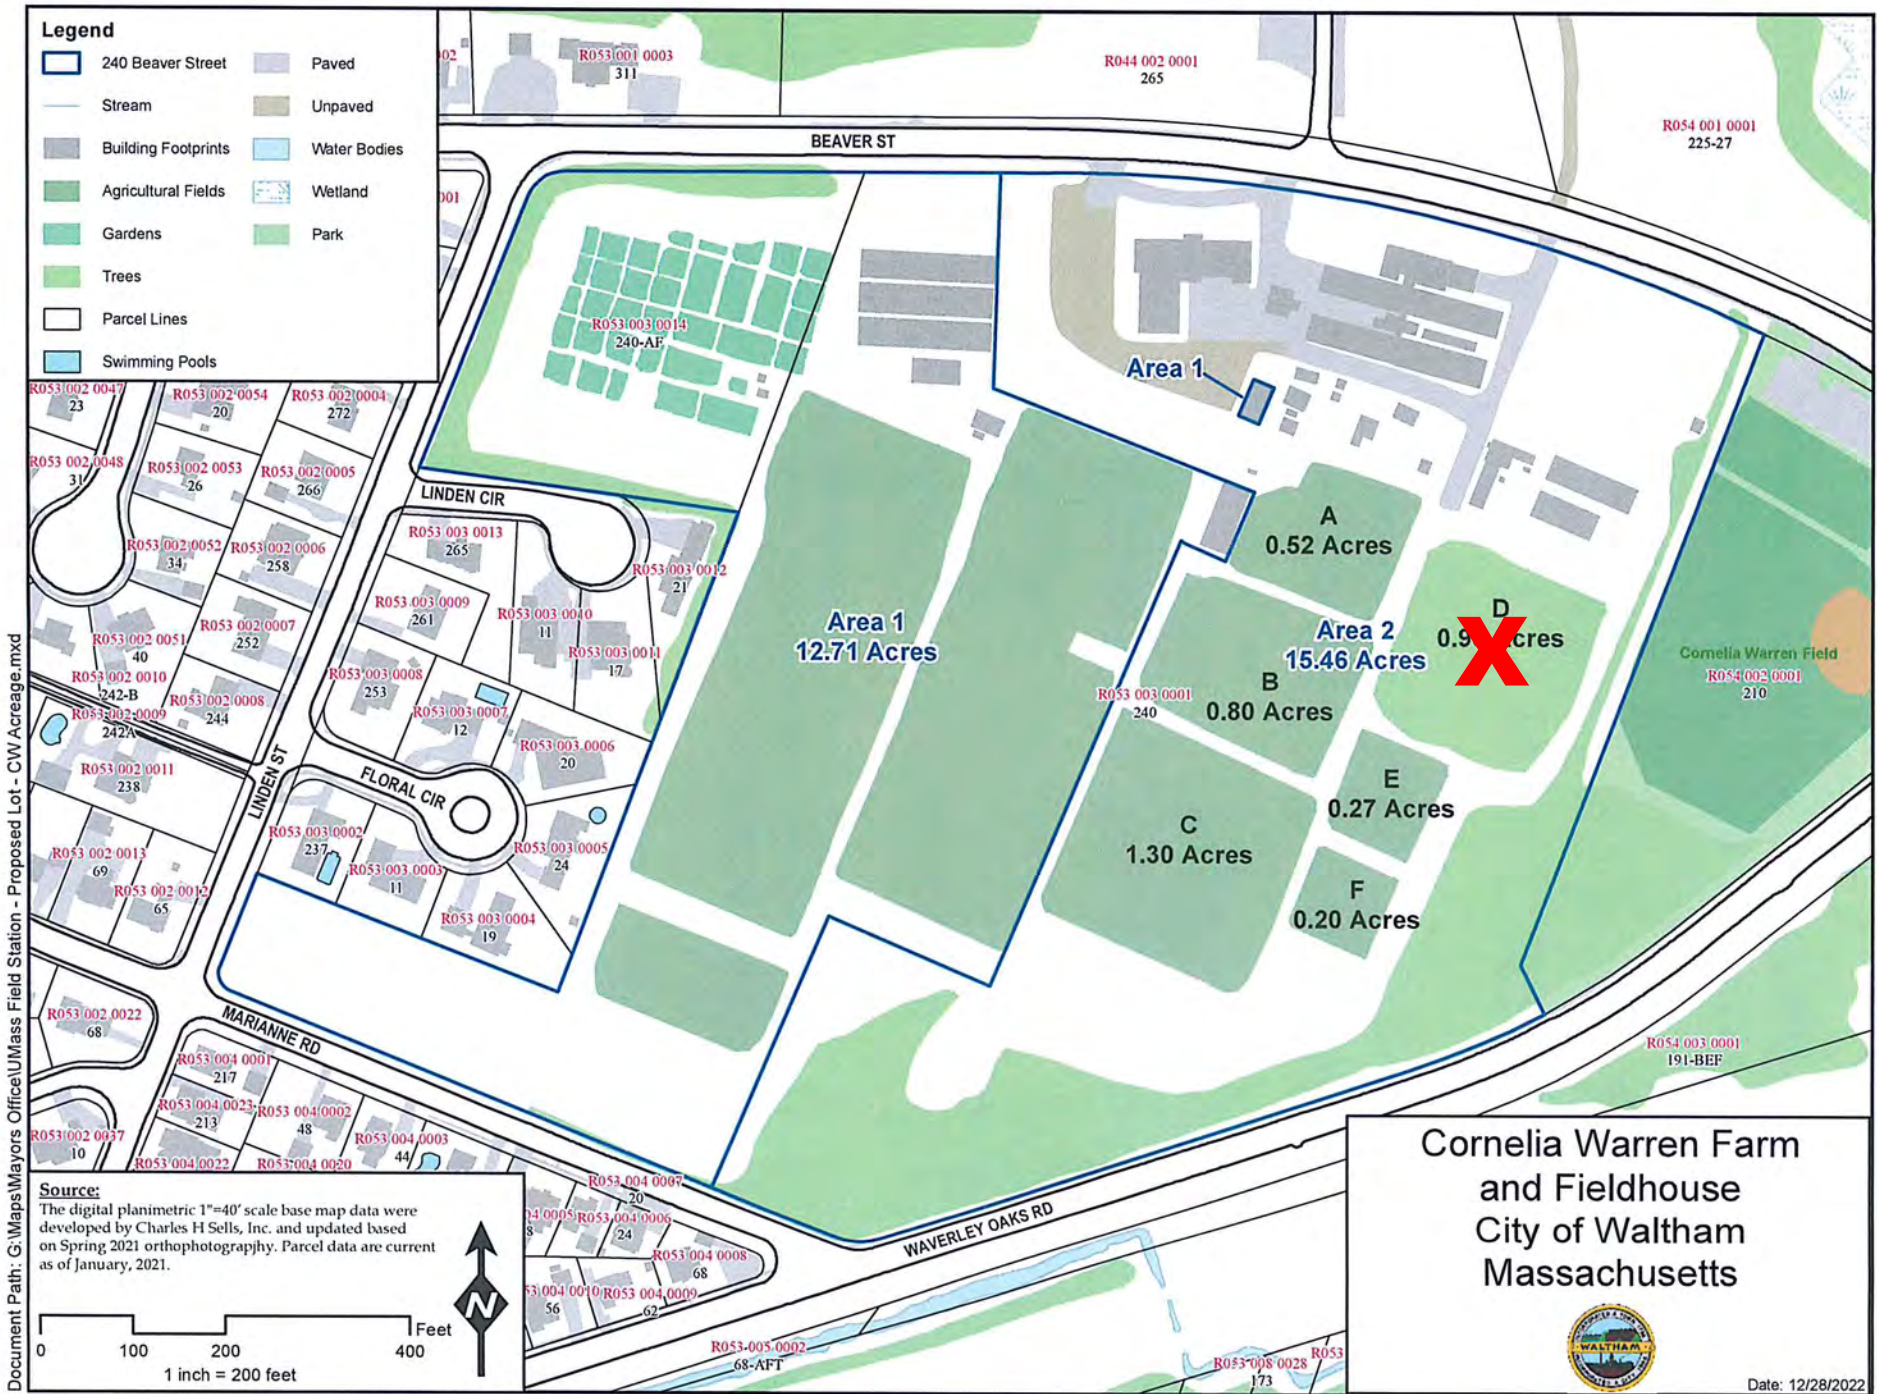 Legend
240 Beaver Street
Stream
Building Footprints
Agricultural Fields
Gardens
Trees
Parcel Lines
Swimming Pools
Paved
Unpaved
Water Bodies
Wetland
Park
R053 001 0003
311
R044 002 0001
265
R054 001 0001
225-27
BEAVER ST
R053 003 0014
240-AF
Area 1
R053 002 0047
23
R053 002 0054
20
R053 002 0004
272
R053 002 0048
31
R053 002 0053
26
R053 002 0005
266
LINDEN CIR
R053 003 0013
265
R053 002 0052
34
R053 002 0006
258
R053 003 0012
21
A
0.52 Acres
R053 003 0009
261
R053 003 0010
11
R053 002 0051
40
R053 002 0007
252
R053 003 0011
17
Area 1
12.71 Acres
Area 2
15.46 Acres
D
X
Cornelia Warren Field
R054 002 0001
210
R053 002 0010
242-B
R053 002 0008
244
R053 003 0008
253
R053 003 0007
12
R053 003 0001
240
B
0.80 Acres
R053 002 0009
242A
R053 003 0006
20
R053 002 0011
238
LINDEN ST
FLORAL CIR
E
0.27 Acres
R053 003 0002
237
R053 003 0005
24
C
1.30 Acres
R053 002 0013
69
R053 002 0012
65
R053 003 0003
11
R053 003 0004
19
F
0.20 Acres
R053 002 0022
68
MARIANNE RD
R053 004 0001
217
R054 003 0001
191-BEF
R053 004 0023
213
R053 004 0002
48
R053 004 0003
44
R053 002 0037
10
R053 004 0022
R053 004 0020
R053 004 0007
20
R053 004 0006
24
R053 004 0008
68
R053 004 0009
62
56
WAVERLEY OAKS RD
R053-005-0002
68-AFT
R053 008 0028
173
R053
Source:
The digital planimetric 1"=40' scale base map data were
developed by Charles H Sells, Inc. and updated based
on Spring 2021 orthophotograpjhy. Parcel data are current
as of January, 2021.
N
0 100 200 400
Feet
1 inch = 200 feet
Cornelia Warren Farm
and Fieldhouse
City of Waltham
Massachusetts
WALTHAM
Date: 12/28/2022
Document Path: G:\Maps\Mayors Office\UMass Field Station - Proposed Lot - CW Acreage.mxd